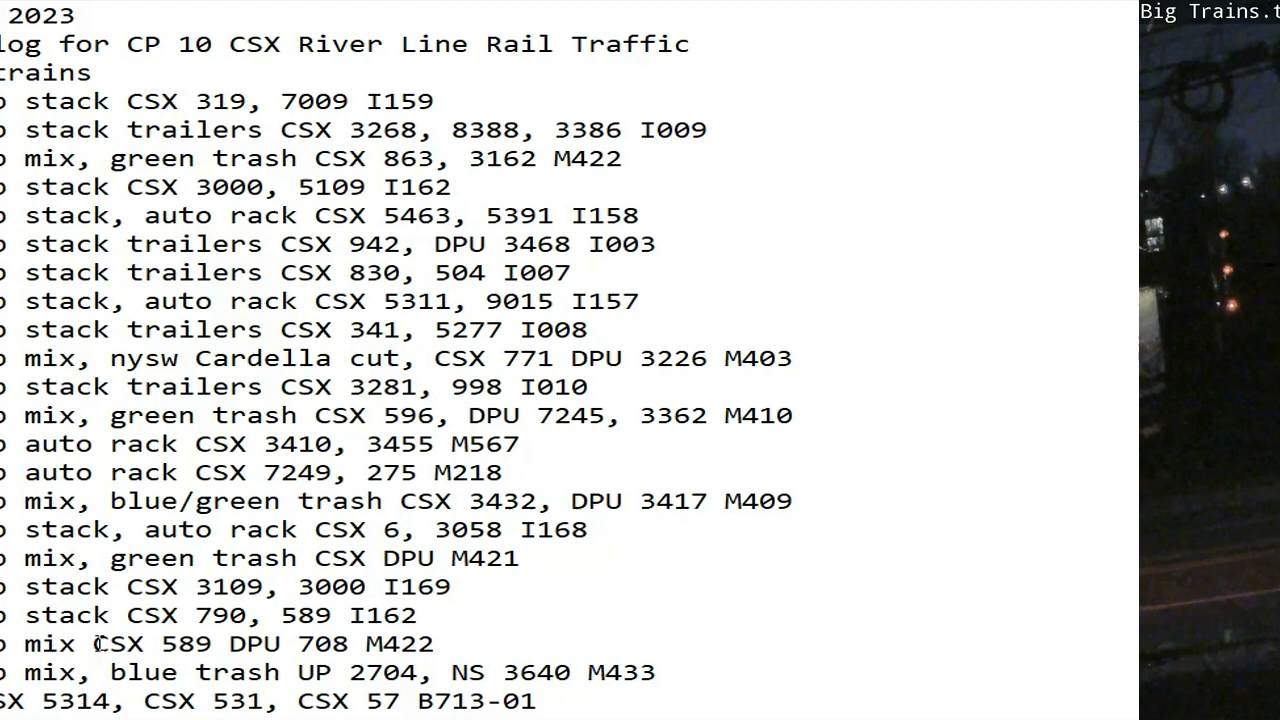 2023
log for CP 10 CSX River Line Rail Traffic
trains
stack CSX 319, 7009 I159
stack trailers CSX 3268, 8388, 3386 I009
mix, green trash CSX 863, 3162 M422
stack CSX 3000, 5109 I162
stack, auto rack CSX 5463, 5391 I158
stack trailers CSX 942, DPU 3468 I003
stack trailers CSX 830, 504 I007
stack, auto rack CSX 5311, 9015 I157
stack trailers CSX 341, 5277 I008
mix, nysw Cardella cut, CSX 771 DPU 3226 M403
stack trailers CSX 3281, 998 I010
mix, green trash CSX 596, DPU 7245, 3362 M410
auto rack CSX 3410, 3455 M567
auto rack CSX 7249, 275 M218
mix, blue/green trash CSX 3432, DPU 3417 M409
stack, auto rack CSX 6, 3058 I168
mix, green trash CSX DPU M421
stack CSX 3109, 3000 I169
stack CSX 790, 589 I162
mix CSX 589 DPU 708 M422
mix, blue trash UP 2704, NS 3640 M433
SX 5314, CSX 531, CSX 57 B713-01
Big Trains.t